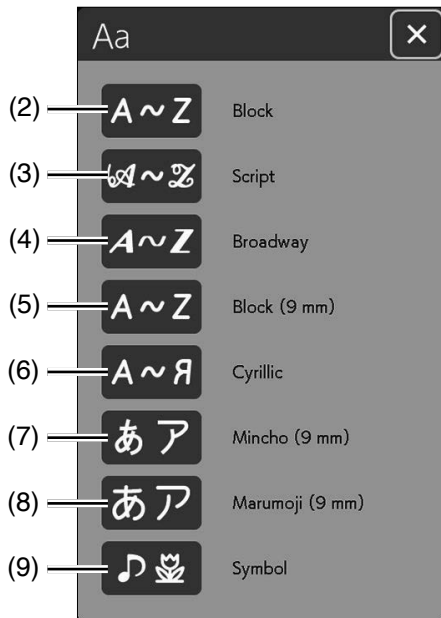 Aa ×
(2) A ~ Z Block
(3) A ~ Z Script
(4) A ~ Z Broadway
(5) A ~ Z Block (9 mm)
(6) А ~ Я Cyrillic
(7) あ ア Mincho (9 mm)
(8) あ ア Marumoji (9 mm)
(9) ♪ Symbol